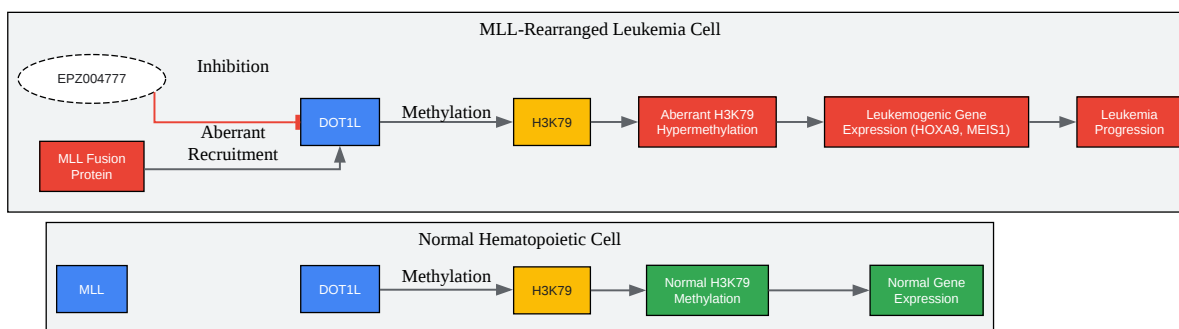 MLL-Rearranged Leukemia Cell
EPZ004777
Inhibition
DOT1L
Methylation
H3K79
Aberrant H3K79
Hypermethylation
Leukemogenic Gene
Expression (HOXA9, MEIS1)
Leukemia
Progression
Aberrant
Recruitment
MLL Fusion
Protein
Normal Hematopoietic Cell
MLL
DOT1L
Methylation
H3K79
Normal H3K79
Methylation
Normal Gene
Expression